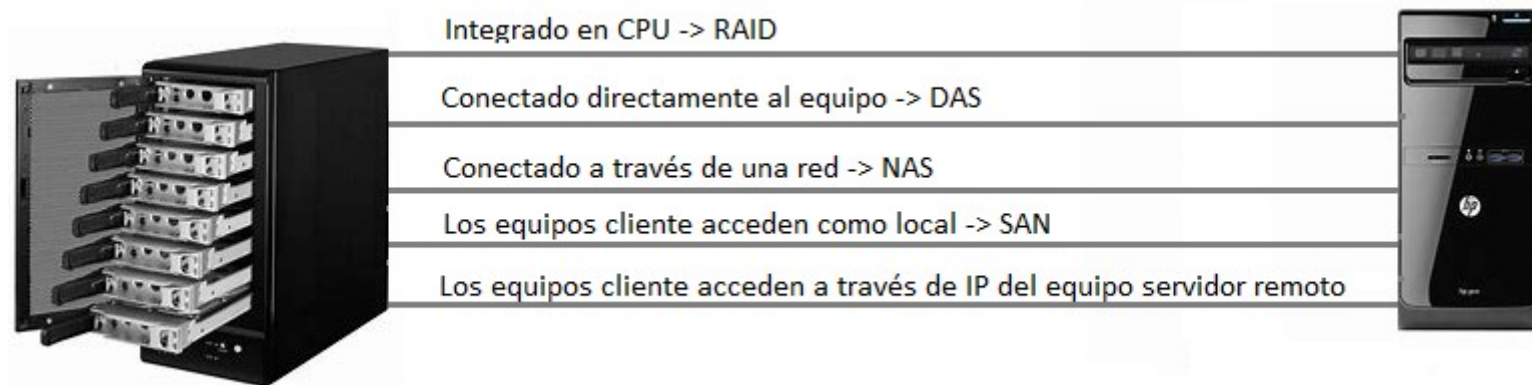 Integrado en CPU -> RAID
Conectado directamente al equipo -> DAS
Conectado a través de una red -> NAS
Los equipos cliente acceden como local -> SAN
hp
Los equipos cliente acceden a través de IP del equipo servidor remoto